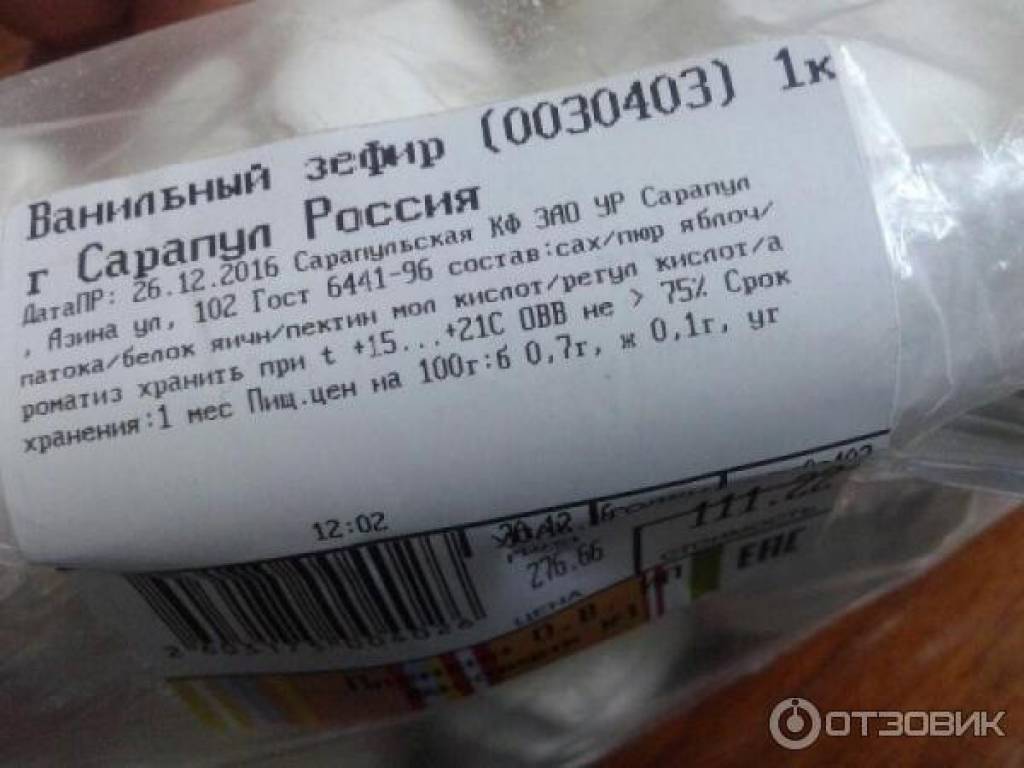 Ванильный зефир (0030403) 1к
г Сарапул Россия
ДатаПР: 26.12.2016 Сарапульская КФ ЗАО УР Сарапул
, Азина ул, 102 Гост 6441-96 состав:сах/пюр яблоч/
патока/белок яичн/пектин мол кислот/регул кислот/а
роматиз хранить при t +15...+21С ОВВ не > 75% Срок
хранения:1 мес Пищ.цен на 100г:б 0,7г, ж 0,1г, уг
12:02
111.22
276.66
СТОИМОСТЬ
ЦЕНА
EAC
ОТЗОВИК